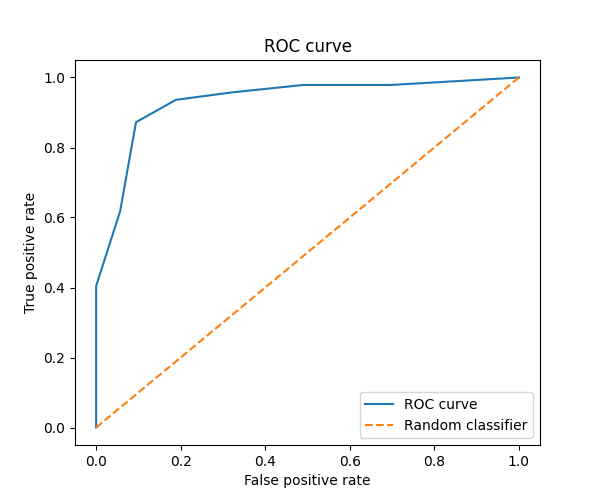 ROC curve
True positive rate
1.0
0.8
0.6
0.4
0.2
0.0
0.0 0.2 0.4 0.6 0.8 1.0
False positive rate
ROC curve
Random classifier